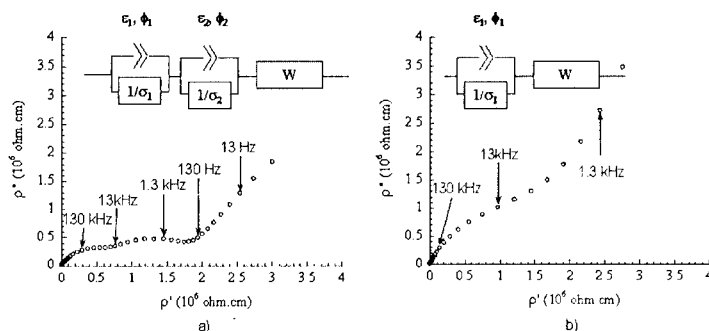 ε₁, ϕ₁ ε₂, ϕ₂
1/σ₁ 1/σ₂ W
4
3.5
3
2.5
2
1.5
1
0.5
0
ρ" (10⁶ ohm.cm)
130 kHz
13kHz
1.3 kHz
130 Hz
13 Hz
0 0.5 1 1.5 2 2.5 3 3.5 4
ρ' (10⁶ ohm.cm)
a)
ε₁, ϕ₁
1/σ₁ W
4
3.5
3
2.5
2
1.5
1
0.5
0
ρ" (10⁶ ohm.cm)
130 kHz
13kHz
1.3 kHz
0 0.5 1 1.5 2 2.5 3 3.5 4
ρ' (10⁶ ohm.cm)
b)